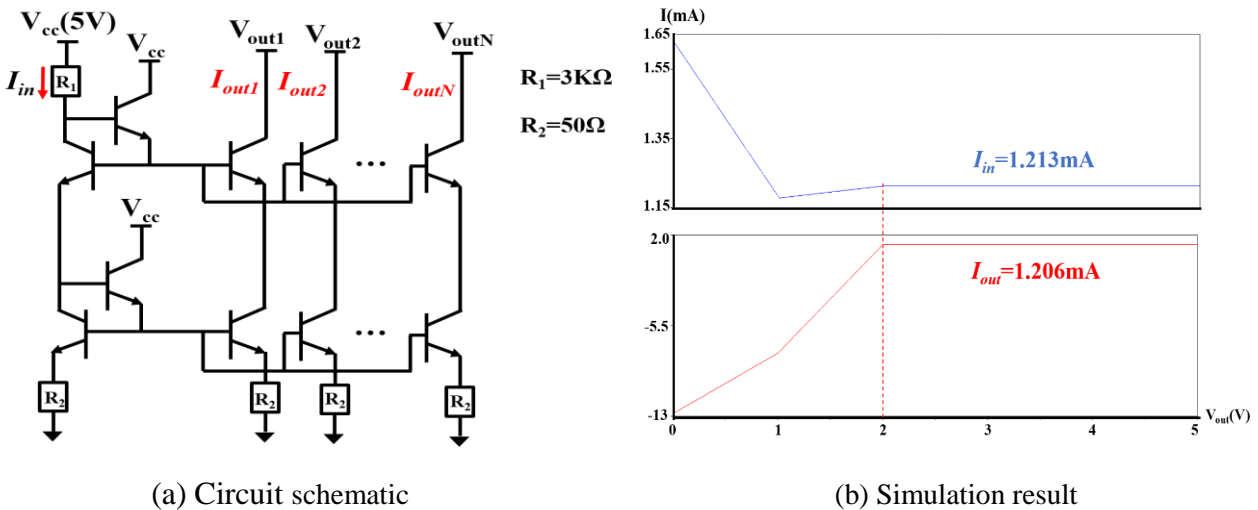 Vcc(5V)
Vcc
Vout1
Vout2
VoutN
Iin
R1
Iout1
Iout2
IoutN
R1=3KΩ
R2=50Ω
...
Vcc
...
R2
R2
R2
R2
(a) Circuit schematic
I(mA)
1.65
1.55
1.35
1.15
Iin=1.213mA
2.0
-5.5
-13
Iout=1.206mA
0
1
2
3
4
5
Vout(V)
(b) Simulation result